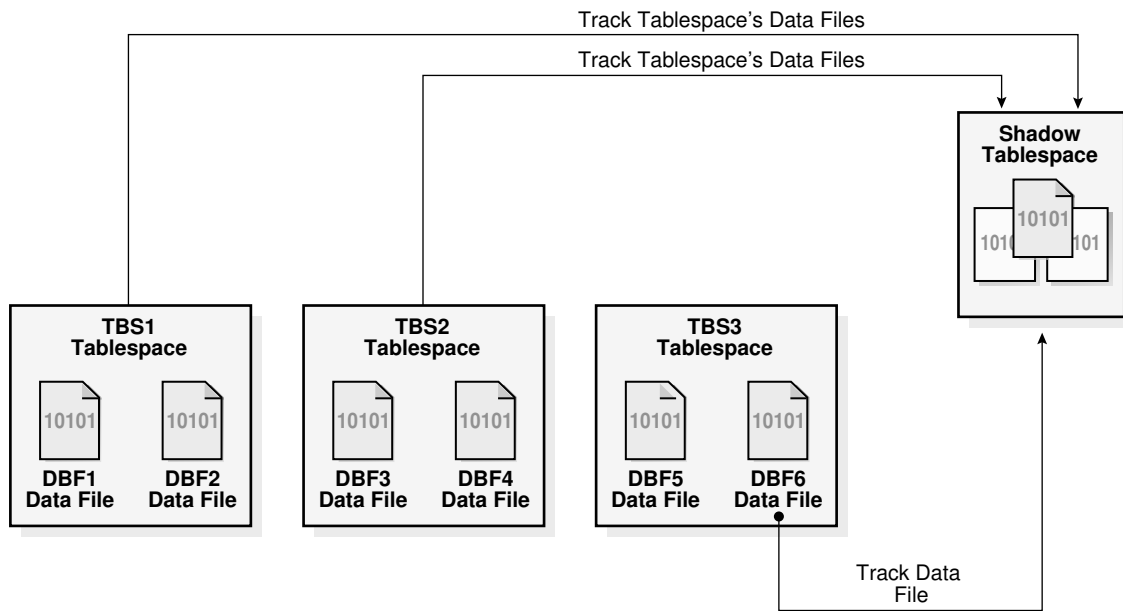 Track Tablespace's Data Files
Track Tablespace's Data Files
Shadow
Tablespace
10101
1010
101
TBS1
Tablespace
10101
10101
DBF1
Data File
DBF2
Data File
TBS2
Tablespace
10101
10101
DBF3
Data File
DBF4
Data File
TBS3
Tablespace
10101
10101
DBF5
Data File
DBF6
Data File
Track Data
File